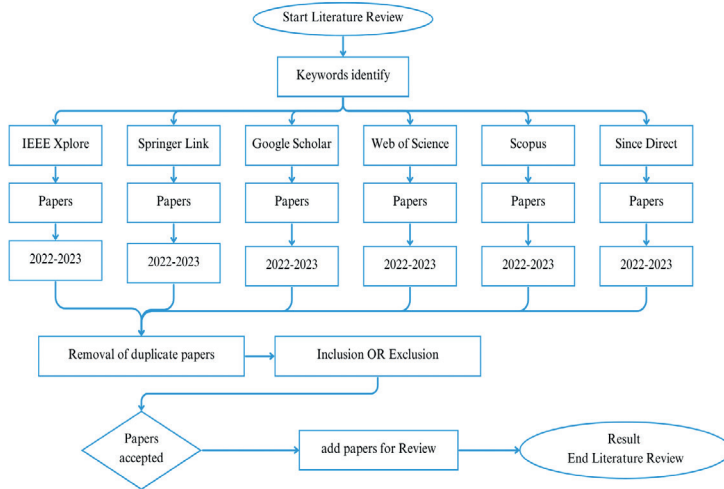 Start Literature Review
Keywords identify
IEEE Xplore
Springer Link
Google Scholar
Web of Science
Scopus
Since Direct
Papers
Papers
Papers
Papers
Papers
Papers
2022-2023
2022-2023
2022-2023
2022-2023
2022-2023
2022-2023
Removal of duplicate papers
Inclusion OR Exclusion
Papers
accepted
add papers for Review
Result
End Literature Review